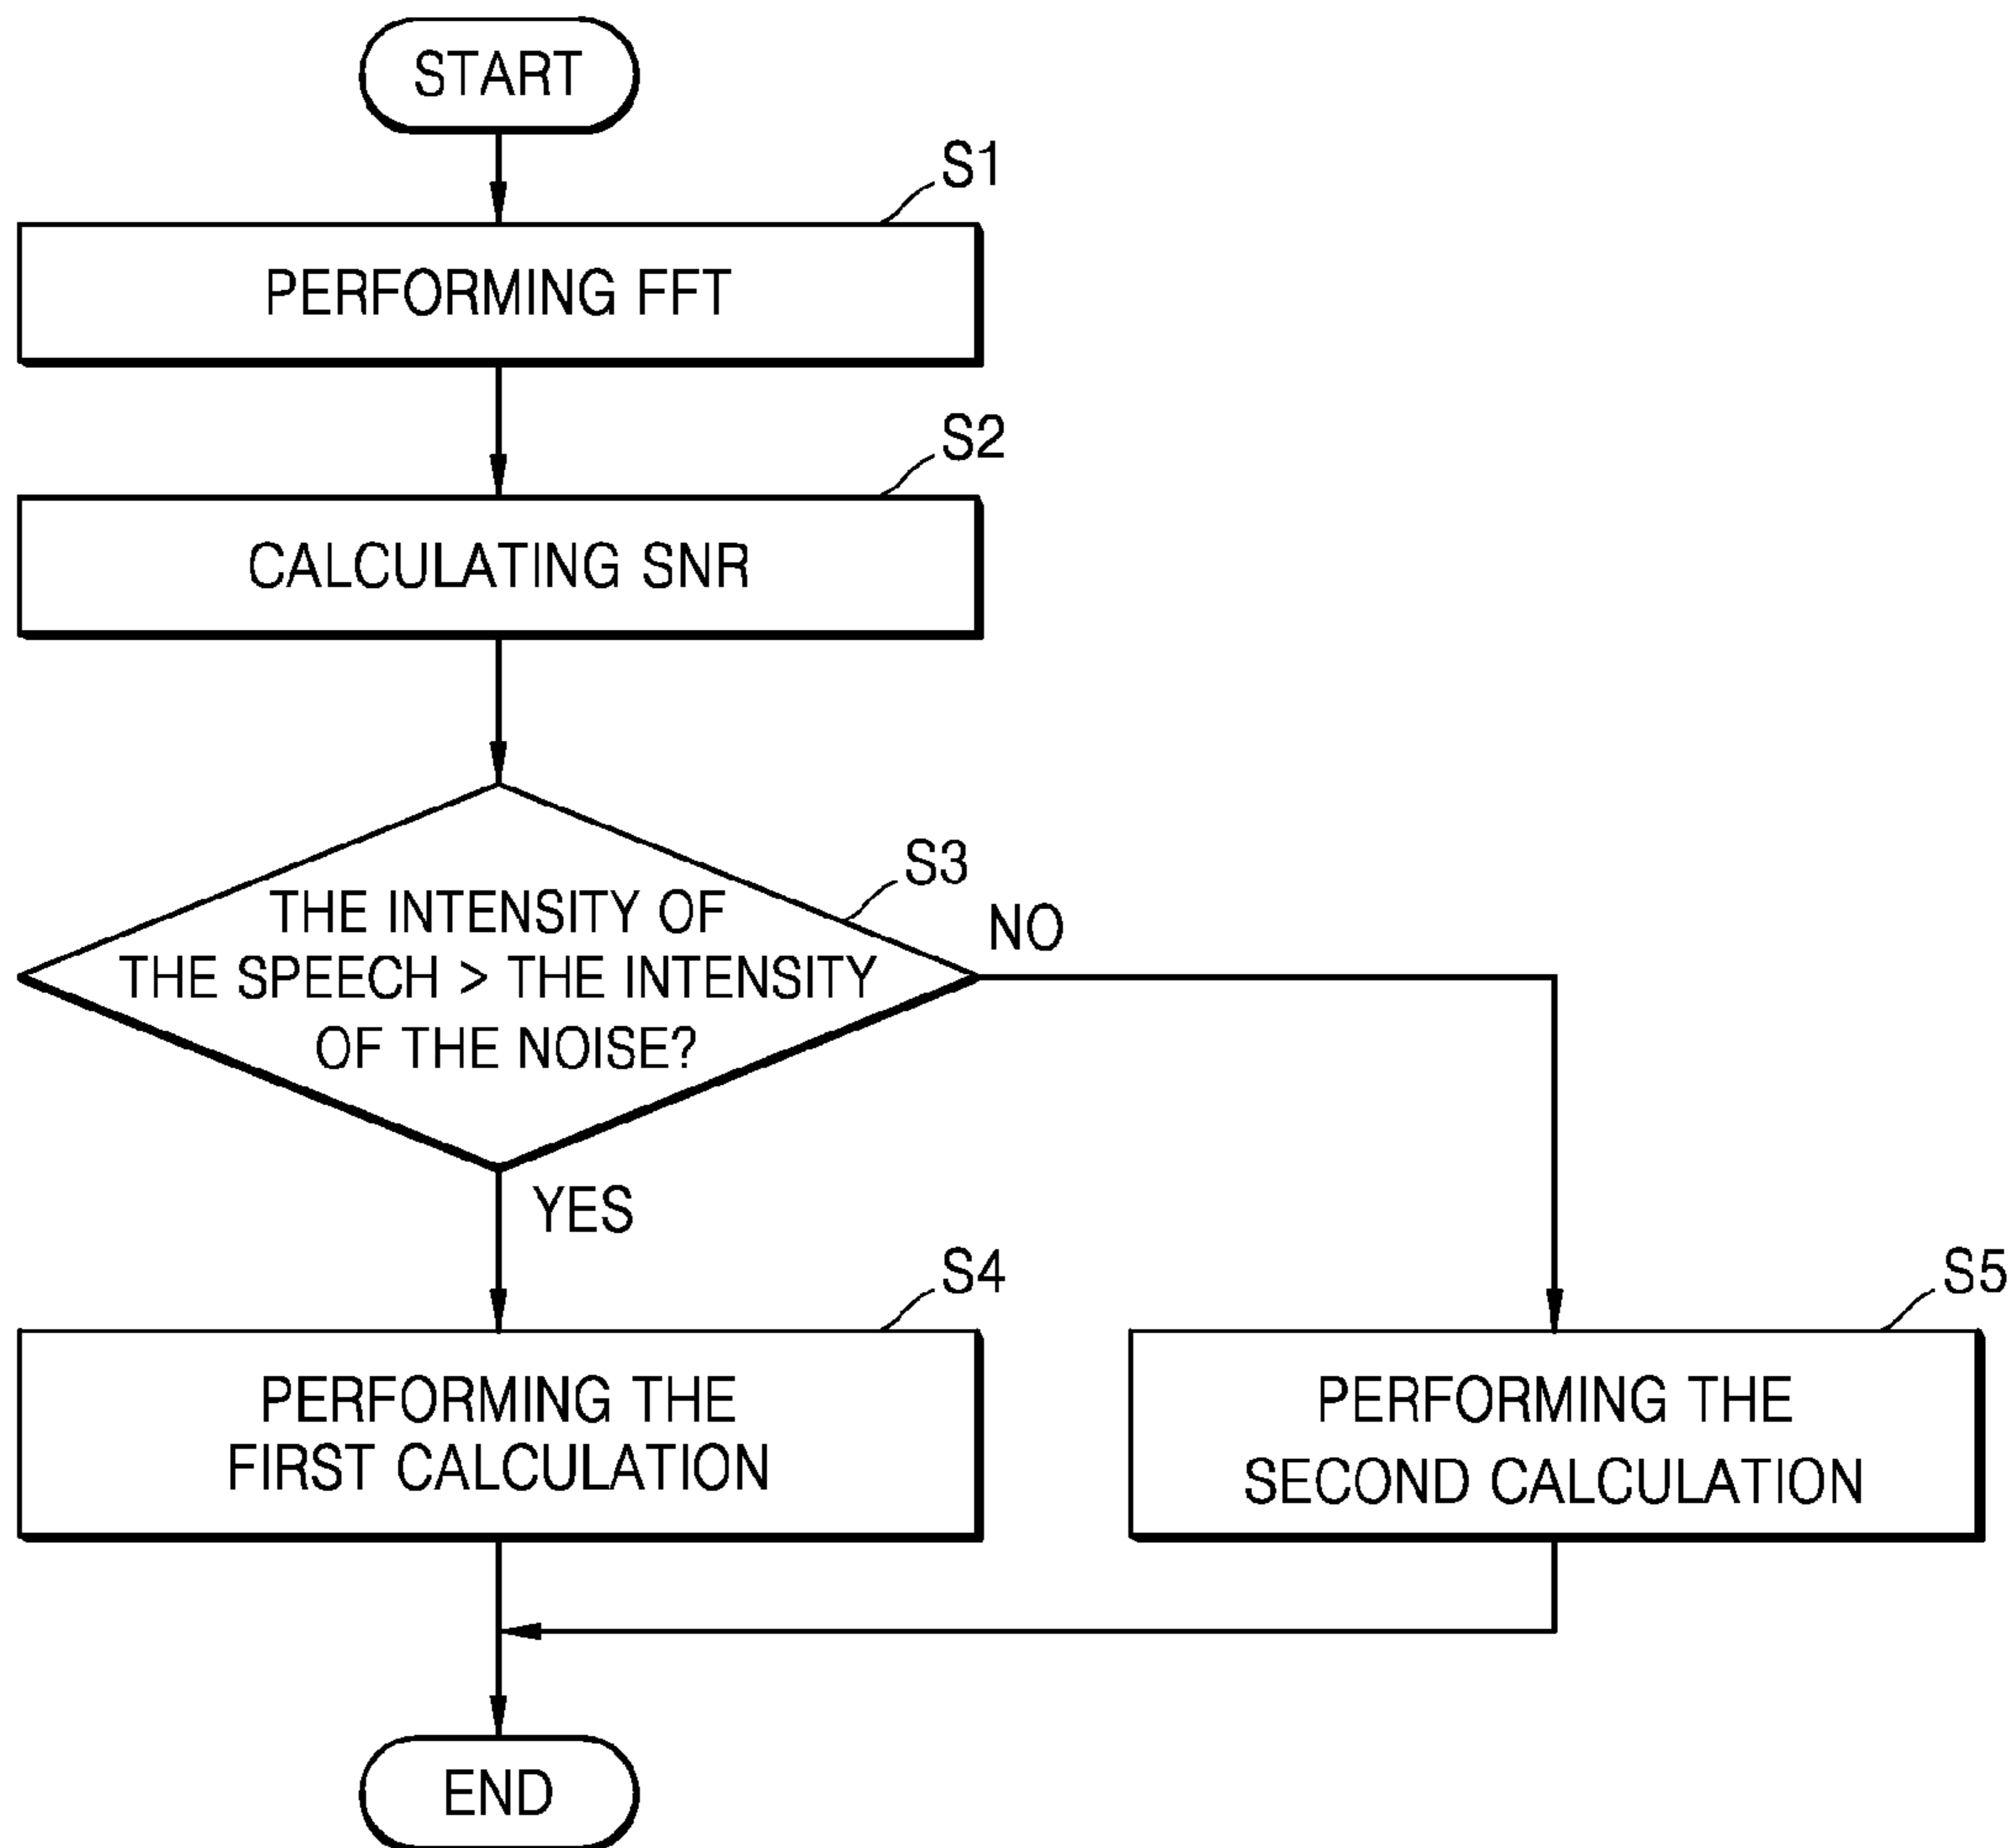 START
S1
PERFORMING FFT
S2
CALCULATING SNR
S3
THE INTENSITY OF
THE SPEECH > THE INTENSITY
OF THE NOISE?
NO
YES
S4
PERFORMING THE
FIRST CALCULATION
S5
PERFORMING THE
SECOND CALCULATION
END